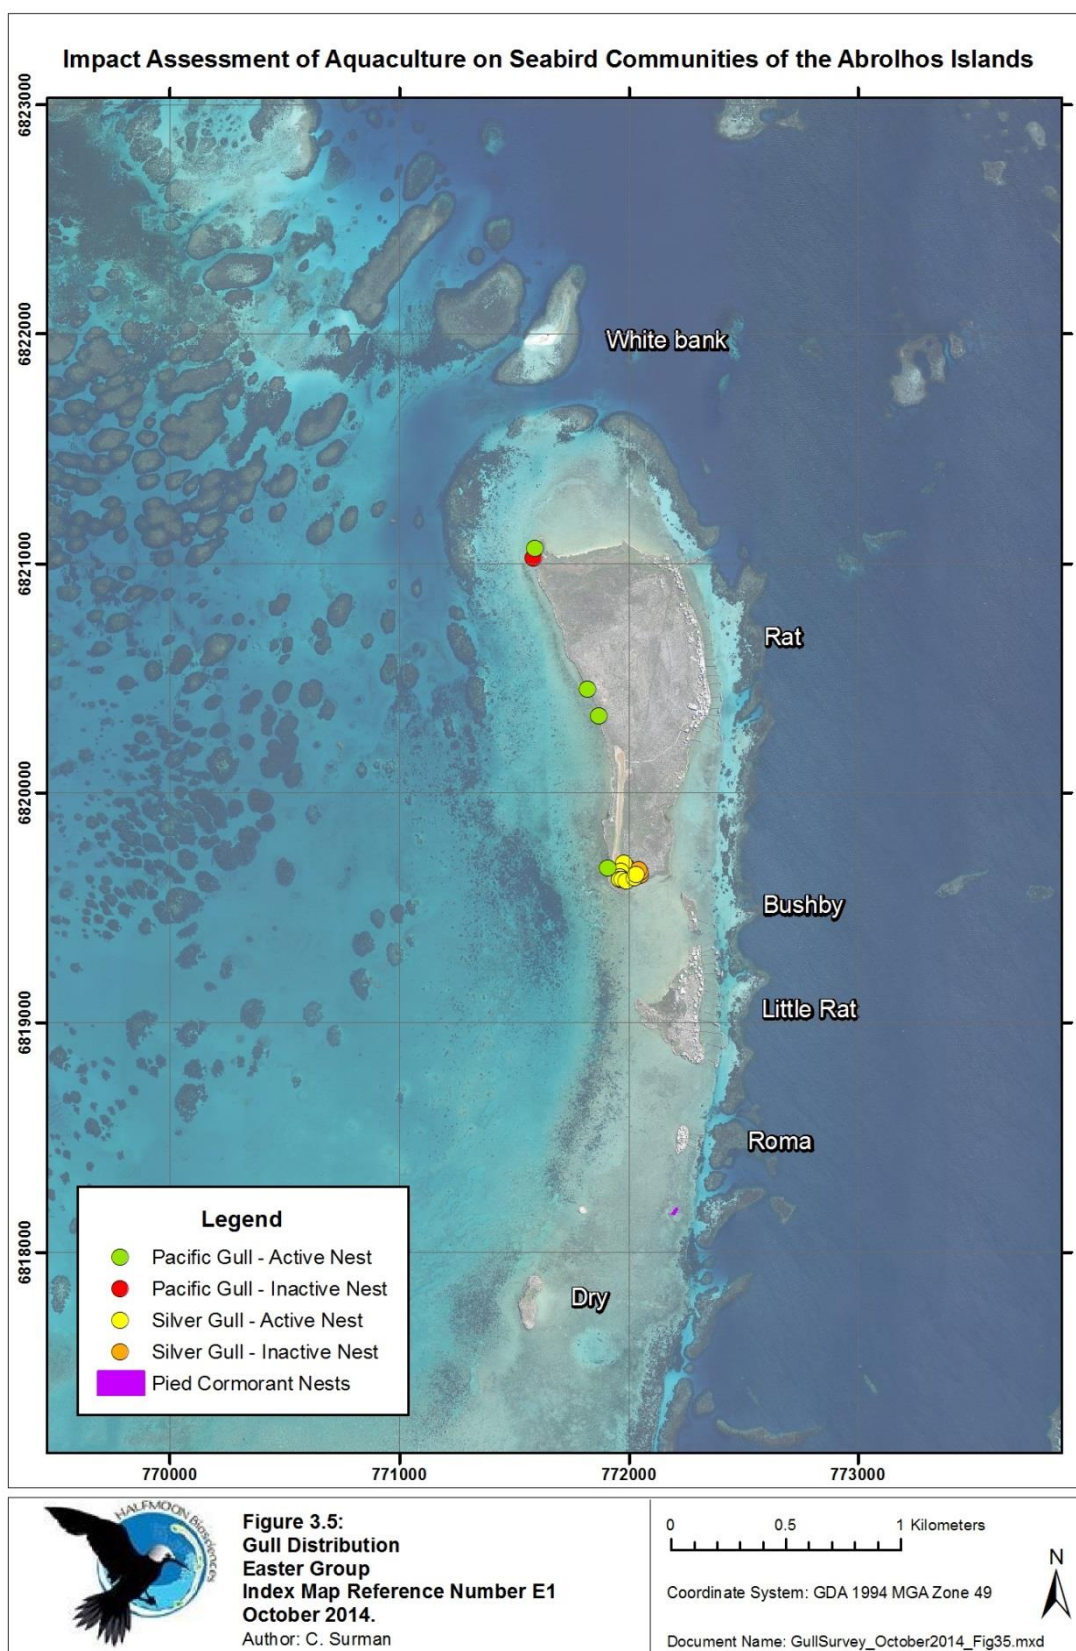 Impact Assessment of Aquaculture on Seabird Communities of the Abrolhos Islands
6823000
6822000
6821000
6820000
6819000
6818000
White bank
Rat
Bushby
Little Rat
Roma
Dry
Legend
Pacific Gull - Active Nest
Pacific Gull - Inactive Nest
Silver Gull - Active Nest
Silver Gull - Inactive Nest
Pied Cormorant Nests
770000 771000 772000 773000
HALFMOON Biosciences
Figure 3.5:
Gull Distribution
Easter Group
Index Map Reference Number E1
October 2014.
Author: C. Surman
0 0.5 1 Kilometers
N
Coordinate System: GDA 1994 MGA Zone 49
Document Name: GullSurvey_October2014_Fig35.mxd